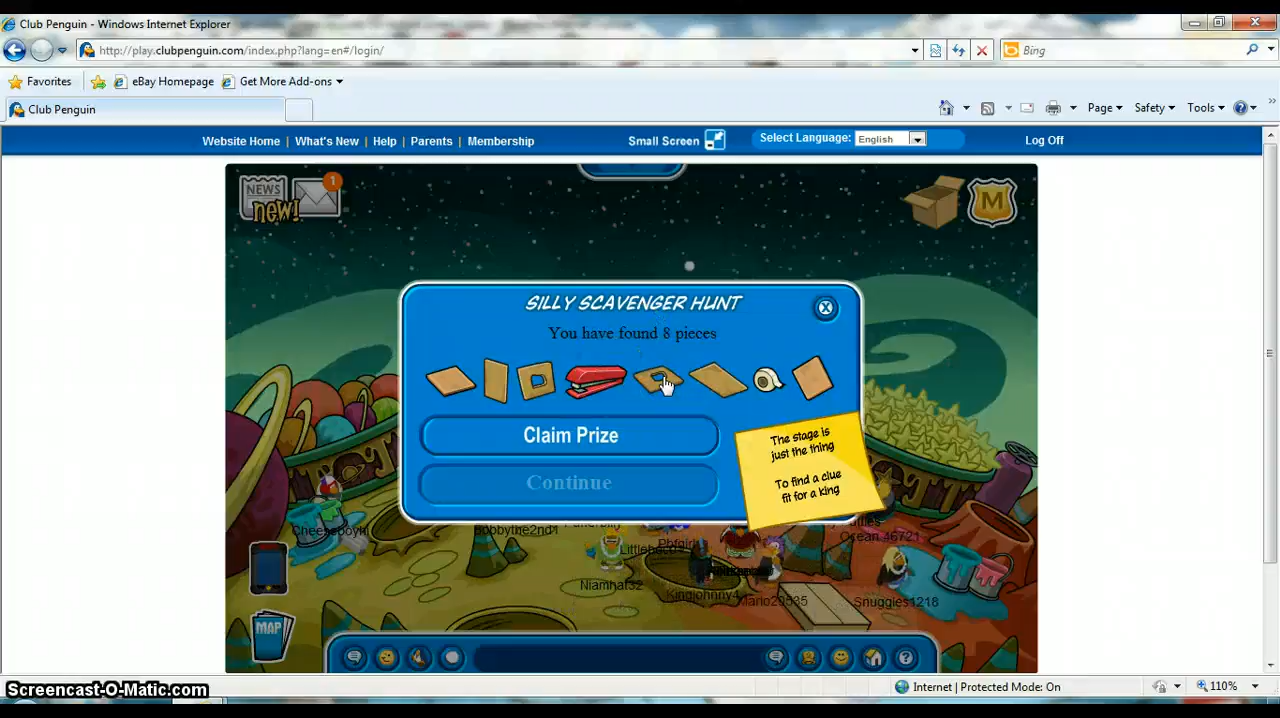 Club Penguin - Windows Internet Explorer
http://play.clubpenguin.com/index.php?lang=en#/login/
Bing
Favorites
eBay Homepage
Get More Add-ons
Club Penguin
Page
Safety
Tools
Website Home | What's New | Help | Parents | Membership
Small Screen
Select Language:
English
Log Off
NEWS
new!
1
M
SILLY SCAVENGER HUNT
You have found 8 pieces
Claim Prize
Continue
The stage is
just the thing
To find a clue
fit for a king
Cheeseboyhi
Bobbythe2nd1
Ocean 46721
Niamhat32
Kingjohnny4
Mario29535
Snuggles1218
MAP
Screencast-O-Matic.com
Internet | Protected Mode: On
110%